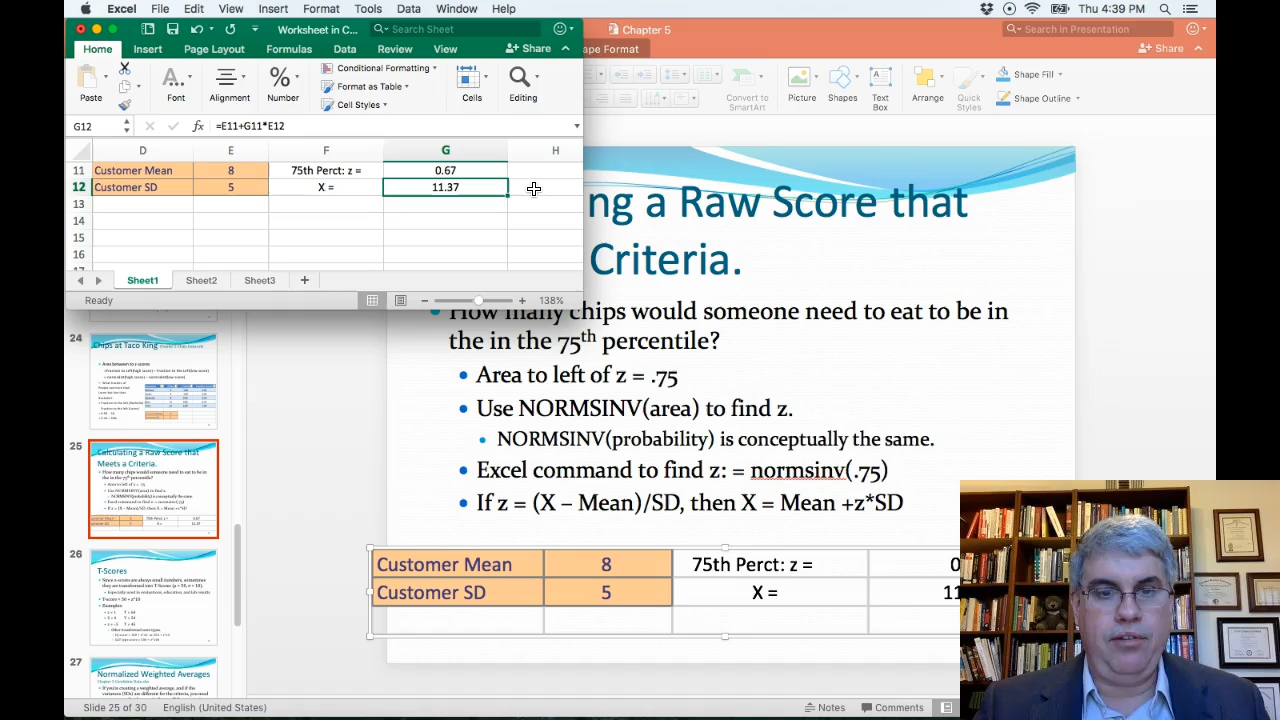 Excel File Edit View Insert Format Tools Data Window Help Thu 4:39 PM
Worksheet in C... Search Sheet
Chapter 5 Search in Presentation
Home Insert Page Layout Formulas Data Review View Share
ape Format Share
Paste Font Alignment Number Conditional Formatting Format as Table Cell Styles Cells Editing
Convert to SmartArt Picture Shapes Text Box Arrange Quick Styles Shape Fill Shape Outline
G12 fx =E11+G11*E12
D E F G H
11 Customer Mean 8 75th Perct: z = 0.67
12 Customer SD 5 X = 11.37
13
14
15
16
Sheet1 Sheet2 Sheet3 +
Ready 138%
ng a Raw Score that
Criteria.
How many chips would someone need to eat to be in
the in the 75th percentile?
• Area to left of z = .75
• Use NORMSINV(area) to find z.
• NORMSINV(probability) is conceptually the same.
• Excel command to find z: = normsinv(.75)
• If z = (X – Mean)/SD, then X = Mean +z*SD
Customer Mean 8 75th Perct: z = 0
Customer SD 5 X = 11
24
Chips at Taco King
25
Calculating a Raw Score that
Meets a Criteria.
26
T-Scores
27
Normalized Weighted Averages
Slide 25 of 30 English (United States) Notes Comments